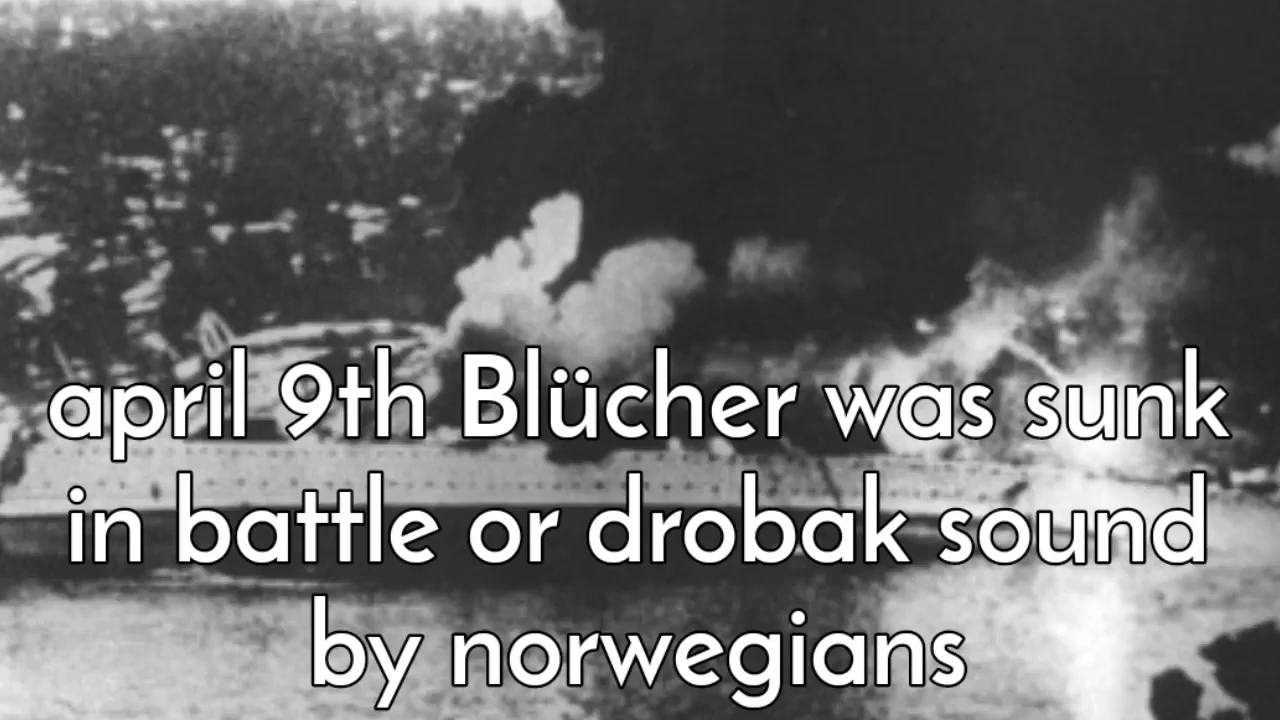 april 9th Blücher was sunk
in battle or drobak sound
by norwegians